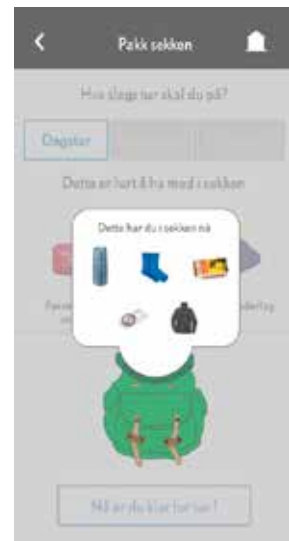 Pakk sekken
Hva slags tur skal du på?
Dagstur
Dette er lurt å ha med i sekken
Dette har du i sekken nå
Nå er du klar for tur!